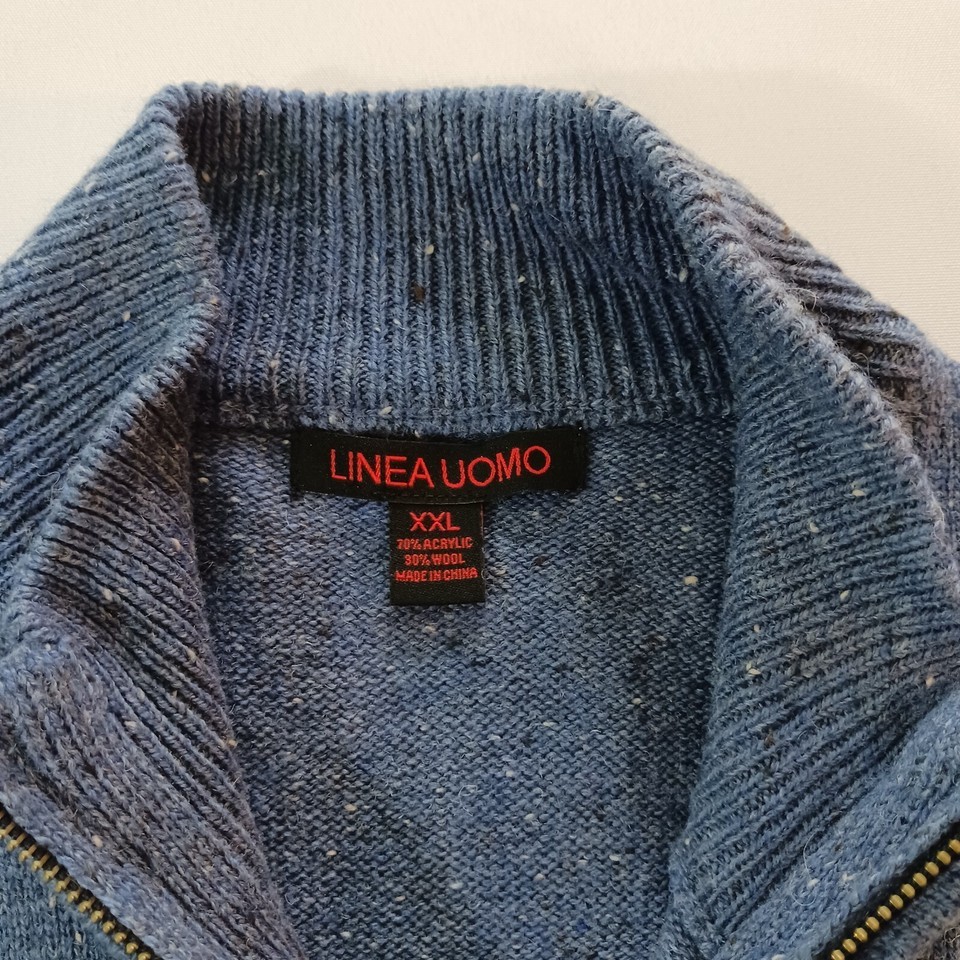 LINEA UOMO
XXL
70% ACRYLIC
30% WOOL
MADE IN CHINA